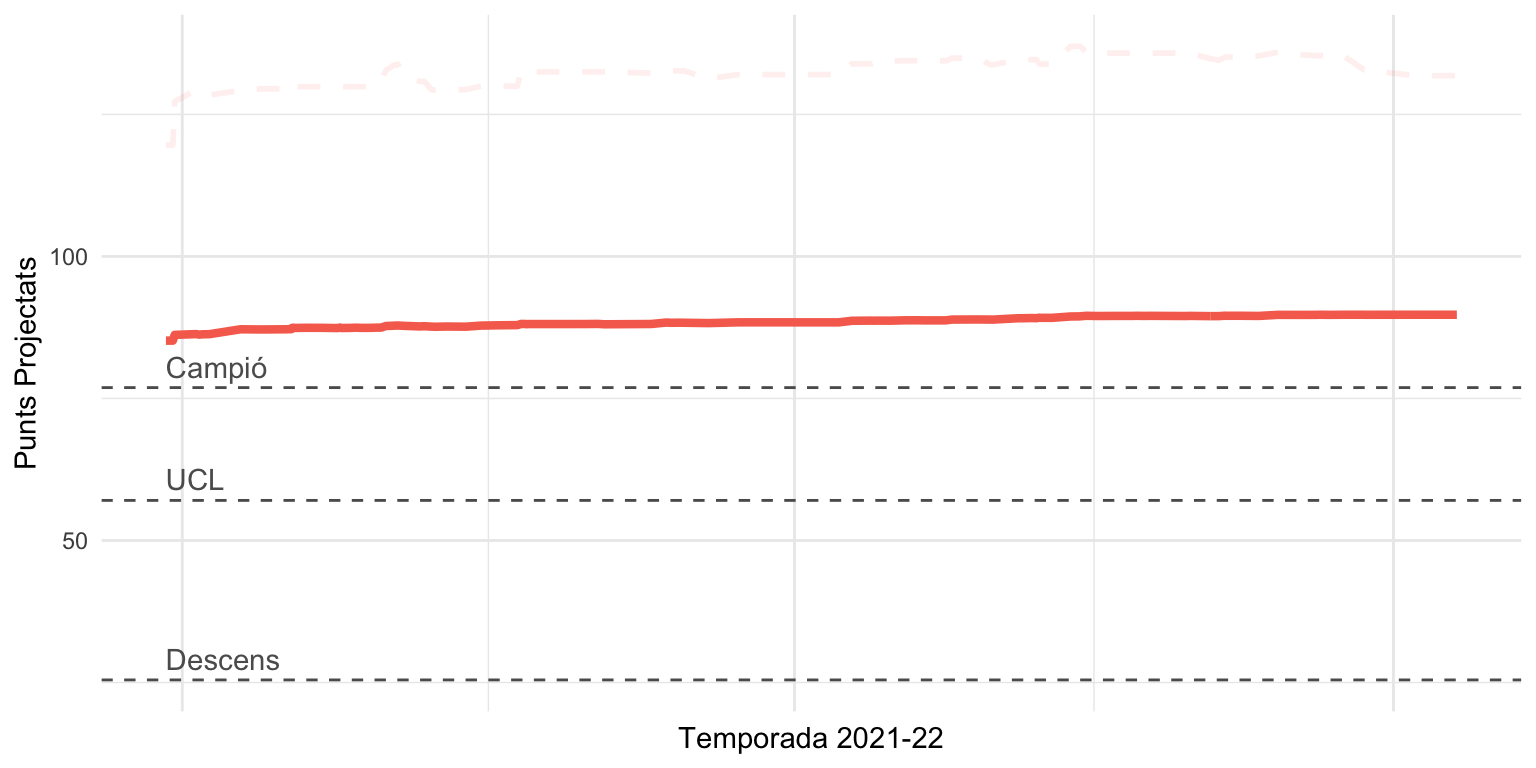 Punts Projectats
100
50
Campió
UCL
Descens
Temporada 2021-22